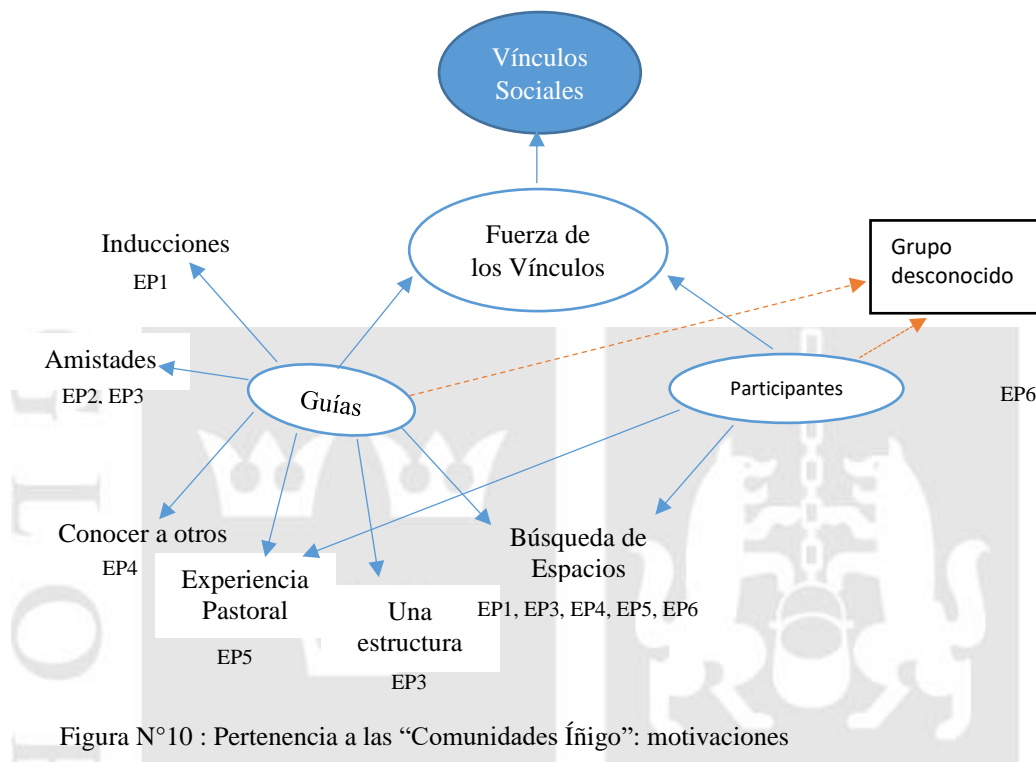 Vínculos
Sociales
Fuerza de
los Vínculos
Grupo
desconocido
Inducciones
EP1
Amistades
EP2, EP3
Guías
Participantes
EP6
Conocer a otros
EP4
Experiencia
Pastoral
EP5
Una
estructura
EP3
Búsqueda de
Espacios
EP1, EP3, EP4, EP5, EP6
Figura N°10 : Pertenencia a las “Comunidades Íñigo”: motivaciones